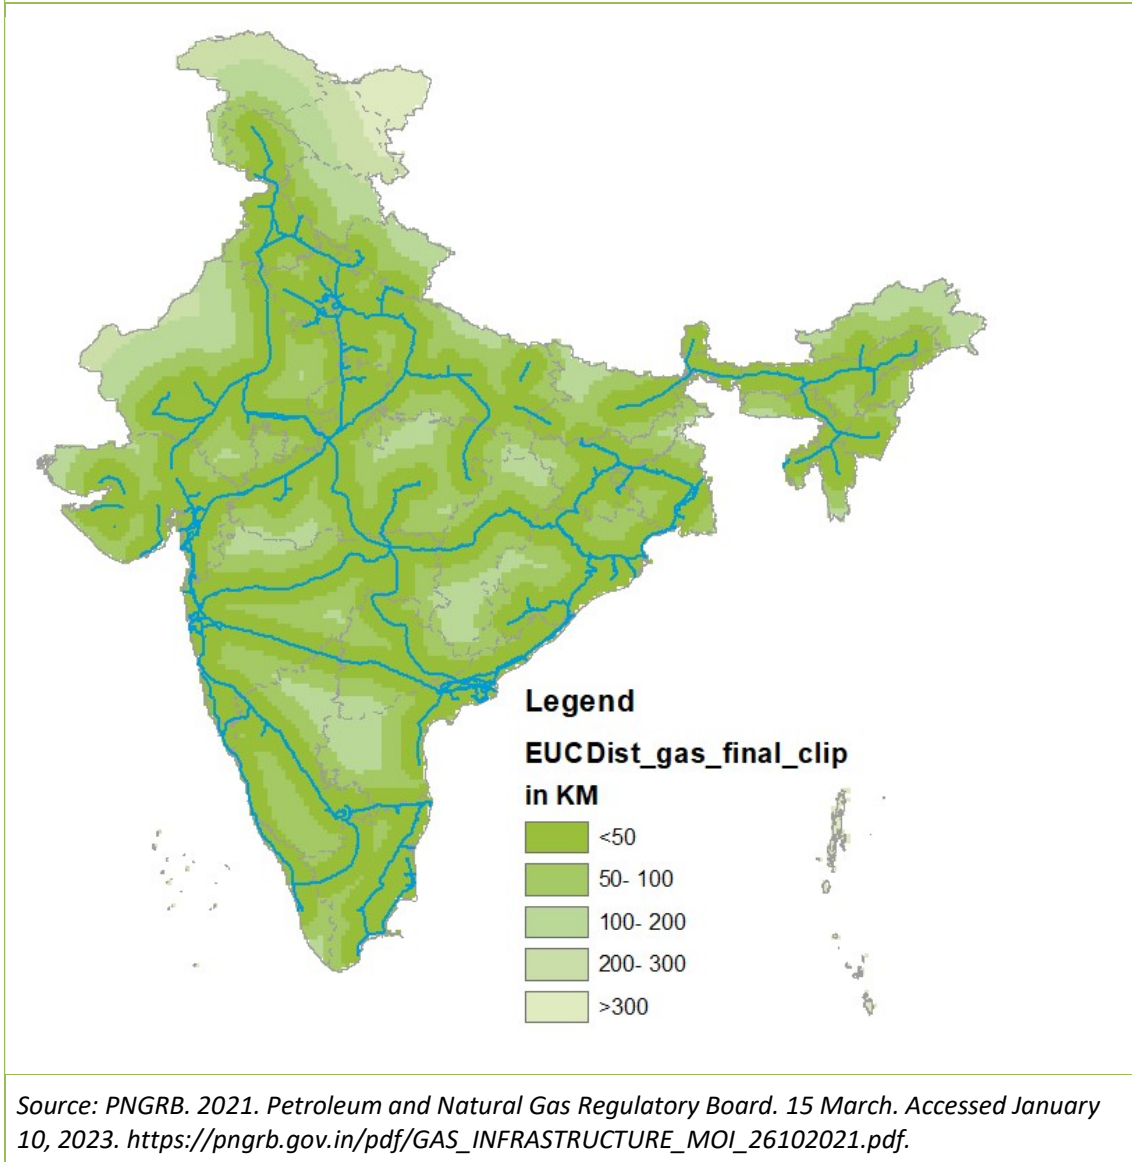 Legend
EUCDist_gas_final_clip
in KM
<50
50- 100
100- 200
200- 300
>300
Source: PNGRB. 2021. Petroleum and Natural Gas Regulatory Board. 15 March. Accessed January
10, 2023. https://pngrb.gov.in/pdf/GAS_INFRASTRUCTURE_MOI_26102021.pdf.